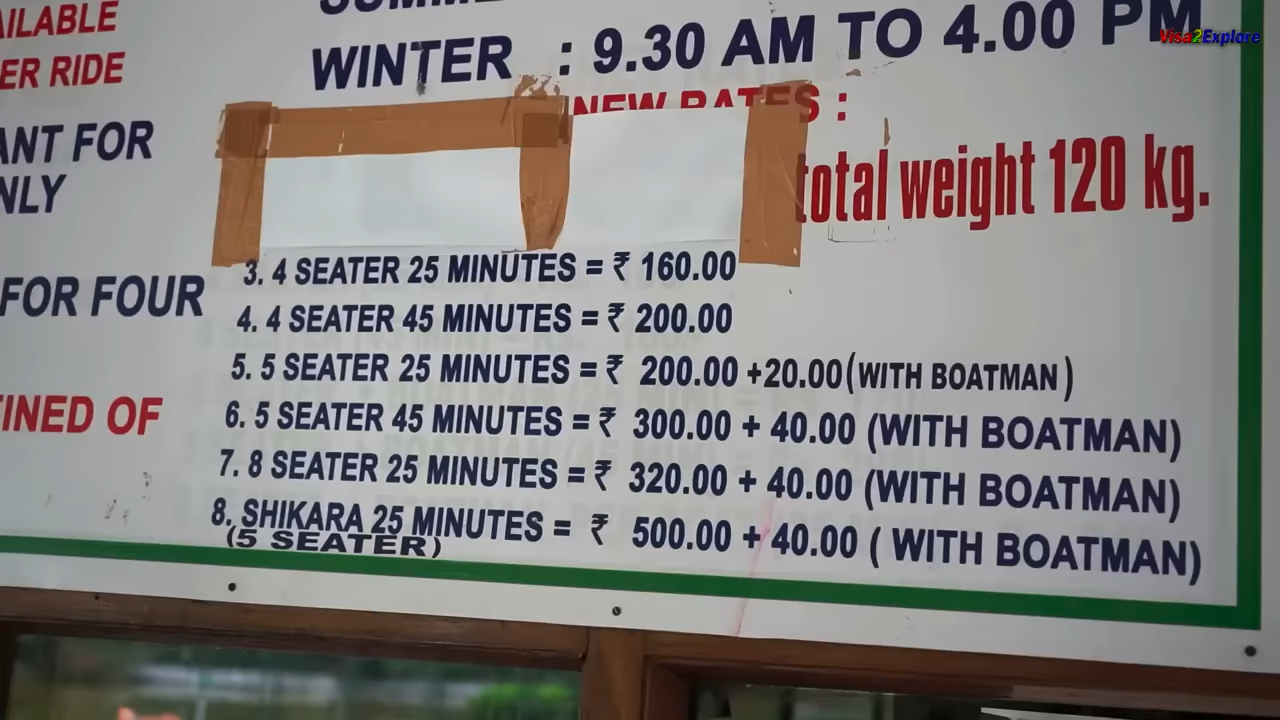 AILABLE
ER RIDE
ANT FOR
NLY
FOR FOUR
INED OF
WINTER : 9.30 AM TO 4.00 PM
NEW RATES :
total weight 120 kg.
3. 4 SEATER 25 MINUTES = ₹ 160.00
4. 4 SEATER 45 MINUTES = ₹ 200.00
5. 5 SEATER 25 MINUTES = ₹ 200.00 +20.00(WITH BOATMAN )
6. 5 SEATER 45 MINUTES = ₹ 300.00 + 40.00 (WITH BOATMAN)
7. 8 SEATER 25 MINUTES = ₹ 320.00 + 40.00 (WITH BOATMAN)
8. SHIKARA 25 MINUTES = ₹ 500.00 + 40.00 ( WITH BOATMAN)
(5 SEATER)
Visa2Explore